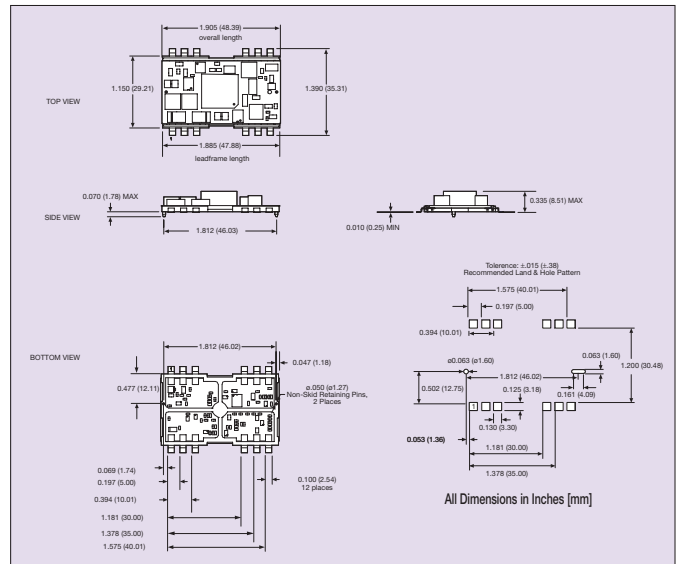 1.905 (48.39)
overall length
1.150 (29.21)
1.390 (35.31)
TOP VIEW
1.885 (47.88)
leadframe length
0.070 (1.78) MAX
0.335 (8.51) MAX
SIDE VIEW
1.812 (46.03)
0.010 (0.25) MIN
Tolerence: ±.015 (±.38)
Recommended Land & Hole Pattern
1.575 (40.01)
0.197 (5.00)
0.394 (10.01)
BOTTOM VIEW
1.812 (46.02)
0.047 (1.18)
0.477 (12.11)
ø.050 (ø1.27)
Non-Skid Retaining Pins,
2 Places
ø0.063 (ø1.60)
0.063 (1.60)
1.812 (46.02)
1.200 (30.48)
0.502 (12.75)
0.125 (3.18)
0.161 (4.09)
1
0.130 (3.30)
0.053 (1.36)
1.181 (30.00)
1.378 (35.00)
0.069 (1.74)
0.197 (5.00)
0.394 (10.01)
0.100 (2.54)
12 places
1.181 (30.00)
1.378 (35.00)
1.575 (40.01)
All Dimensions in Inches [mm]